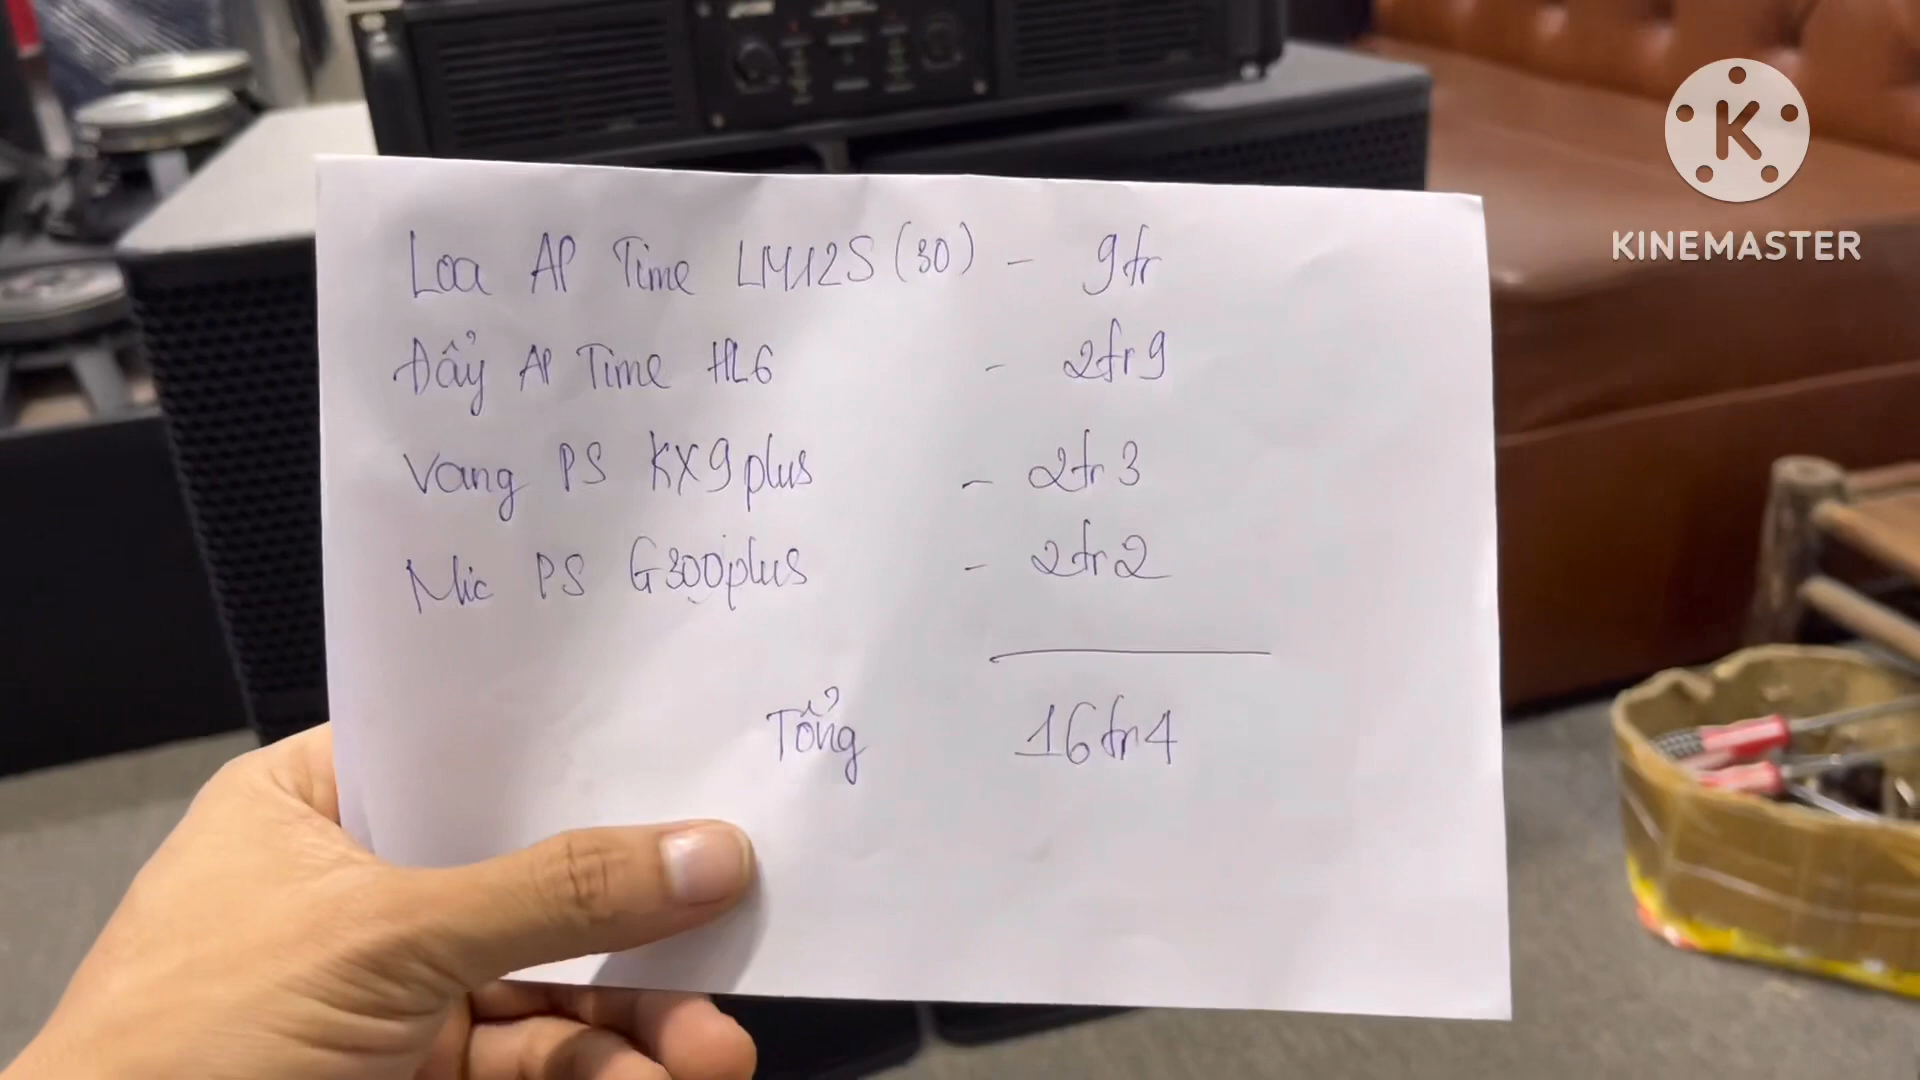 Loa AP Time LM12S (30) - 9tr
Đẩy AP Time HL6 - 2tr9
Vang PS KX9plus - 2tr3
Mic PS G300plus - 2tr2
Tổng 16tr4
K
KINEMASTER